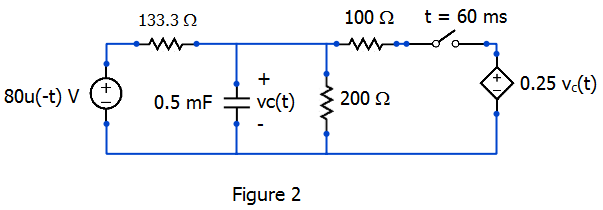 133.3 Ω
100 Ω
t = 60 ms
80u(-t) V
+
-
0.5 mF
+
vc(t)
-
200 Ω
+
-
0.25 vc(t)
Figure 2